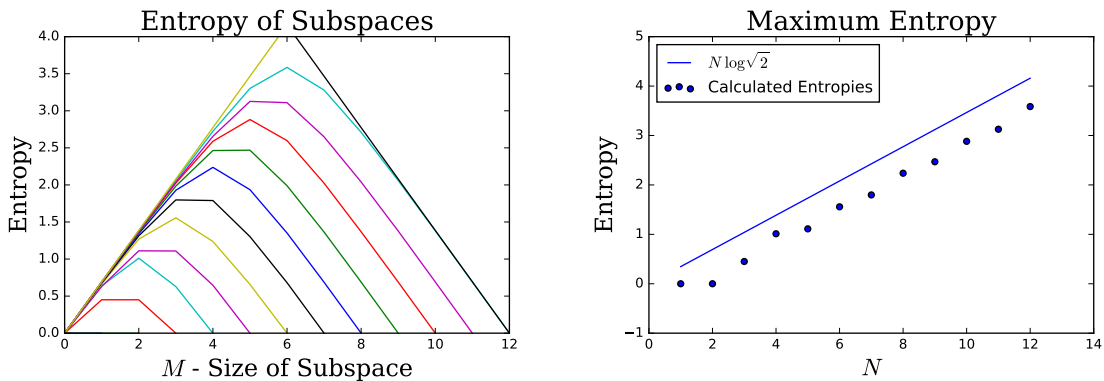 Entropy of Subspaces
Entropy
4.0
3.5
3.0
2.5
2.0
1.5
1.0
0.5
0.0
0 2 4 6 8 10 12
M - Size of Subspace
Maximum Entropy
Entropy
5
4
3
2
1
0
−1
N log√2
Calculated Entropies
0 2 4 6 8 10 12 14
N